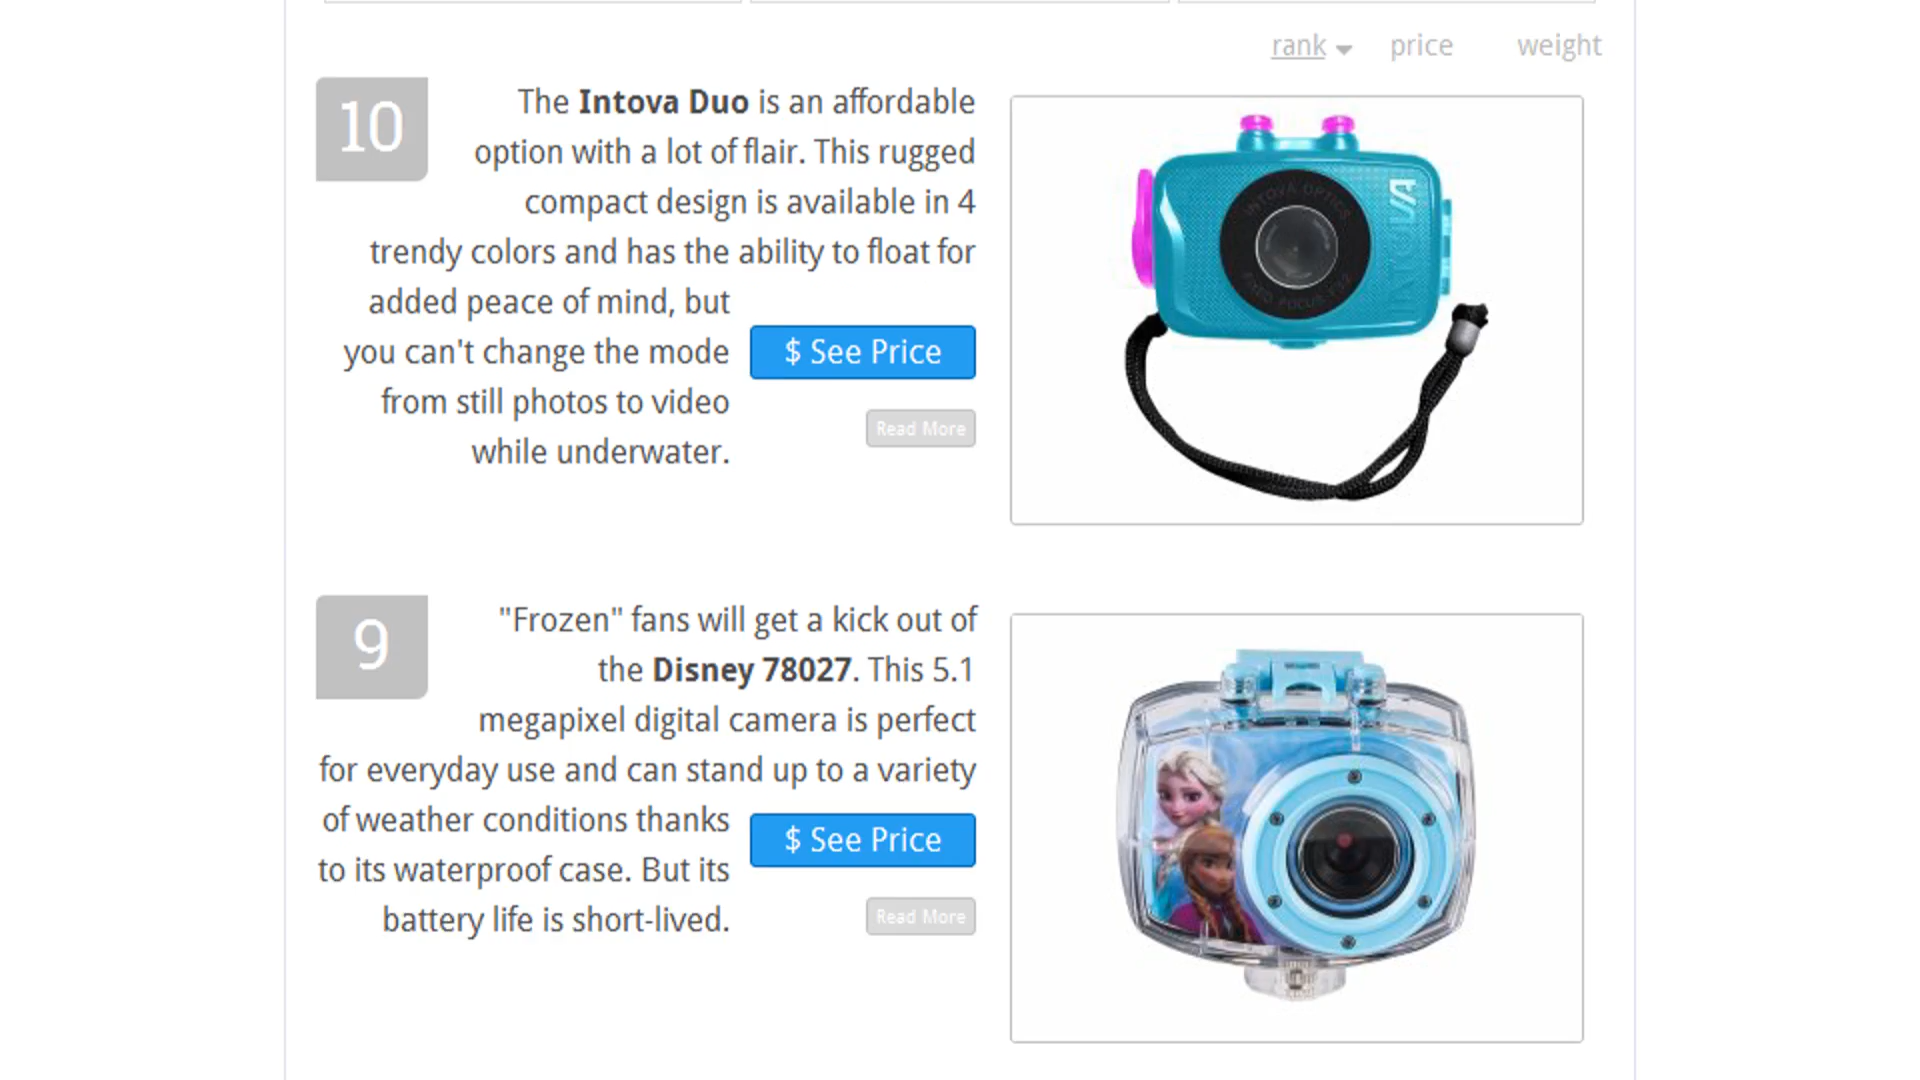 rank price weight
10
The Intova Duo is an affordable
option with a lot of flair. This rugged
compact design is available in 4
trendy colors and has the ability to float for
added peace of mind, but
you can't change the mode
from still photos to video
while underwater.
$ See Price
Read More
INTOVA OPTICS
FIXED FOCUS
INTOVA
9
"Frozen" fans will get a kick out of
the Disney 78027. This 5.1
megapixel digital camera is perfect
for everyday use and can stand up to a variety
of weather conditions thanks
to its waterproof case. But its
battery life is short-lived.
$ See Price
Read More